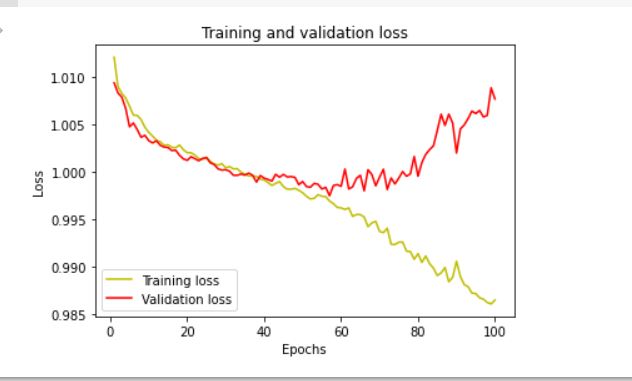 Training and validation loss
1.010
1.005
1.000
0.995
0.990
0.985
Loss
Training loss
Validation loss
0 20 40 60 80 100
Epochs